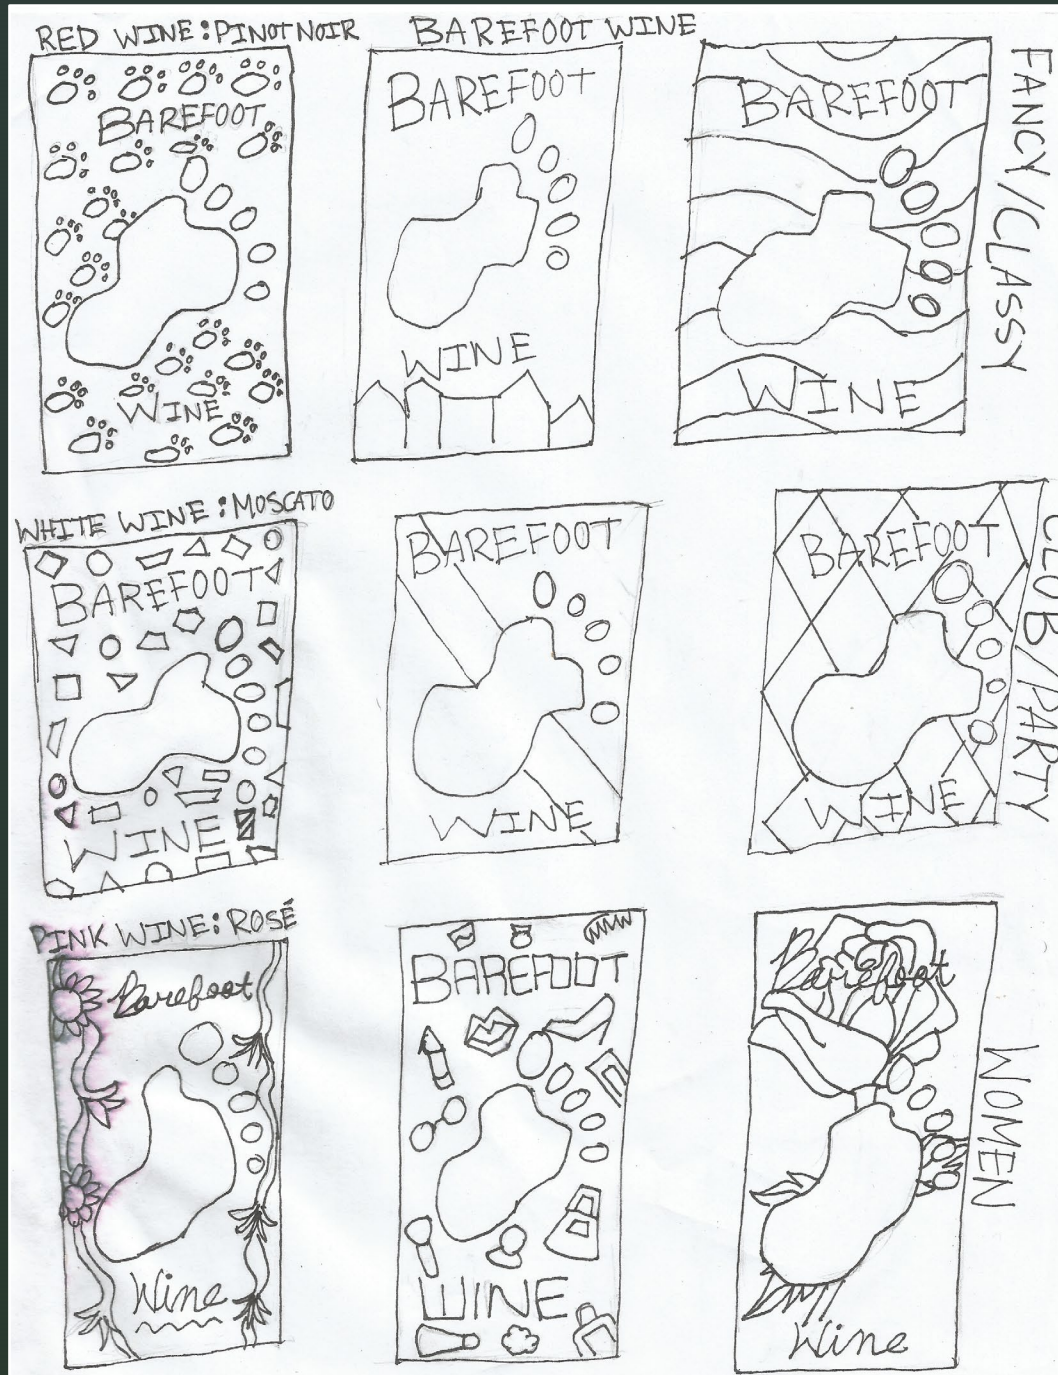 RED WINE: PINOT NOIR
BAREFOOT WINE
BAREFOOT
WINE
BAREFOOT
WINE
BAREFOOT
WINE
FANCY/CLASSY
WHITE WINE: MOSCATO
BAREFOOT
WINE
BAREFOOT
WINE
BAREFOOT
WINE
CLUB/PARTY
PINK WINE: ROSÉ
Barefoot
Wine
BAREFOOT
WINE
Barefoot
Wine
WOMEN